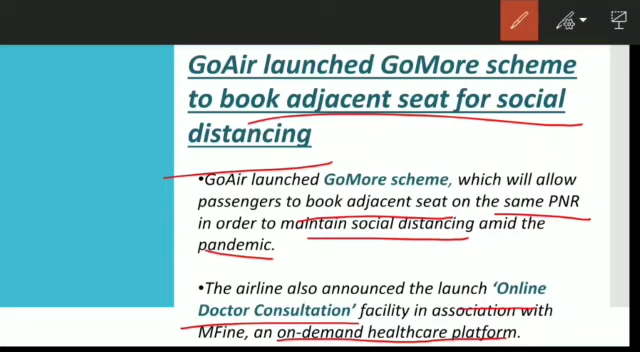 GoAir launched GoMore scheme
to book adjacent seat for social
distancing
•GoAir launched GoMore scheme, which will allow
passengers to book adjacent seat on the same PNR
in order to maintain social distancing amid the
pandemic.
•The airline also announced the launch ‘Online
Doctor Consultation’ facility in association with
MFine, an on-demand healthcare platform.